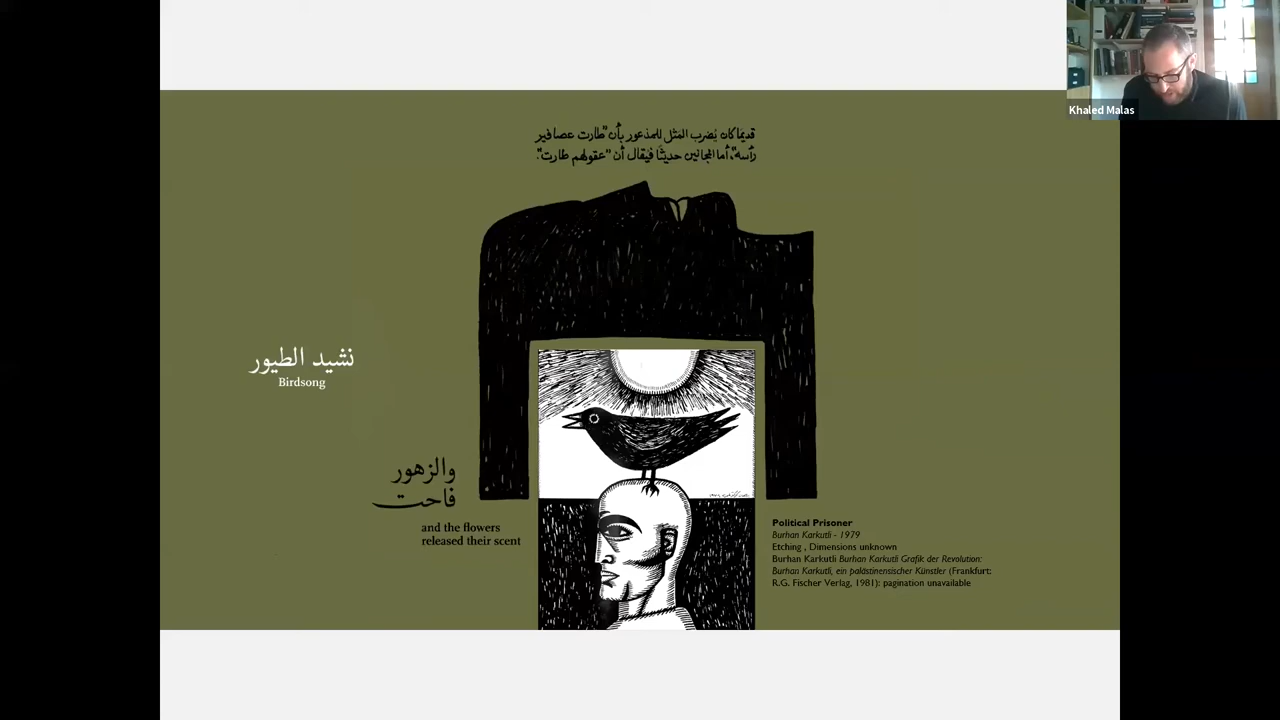 Khaled Malas
قديما كان يُضرب المثل للمذعور بأن "طارت عصافير
رأسه"، أما المجانين حديثًا فيقال أن "عقولهم طارت".
نشيد الطيور
Birdsong
والزهور
فاحت
and the flowers
released their scent
Political Prisoner
Burhan Karkutli - 1979
Etching , Dimensions unknown
Burhan Karkutli Burhan Karkutli Grafik der Revolution:
Burhan Karkutli, ein palästinensischer Künstler (Frankfurt:
R.G. Fischer Verlag, 1981): pagination unavailable